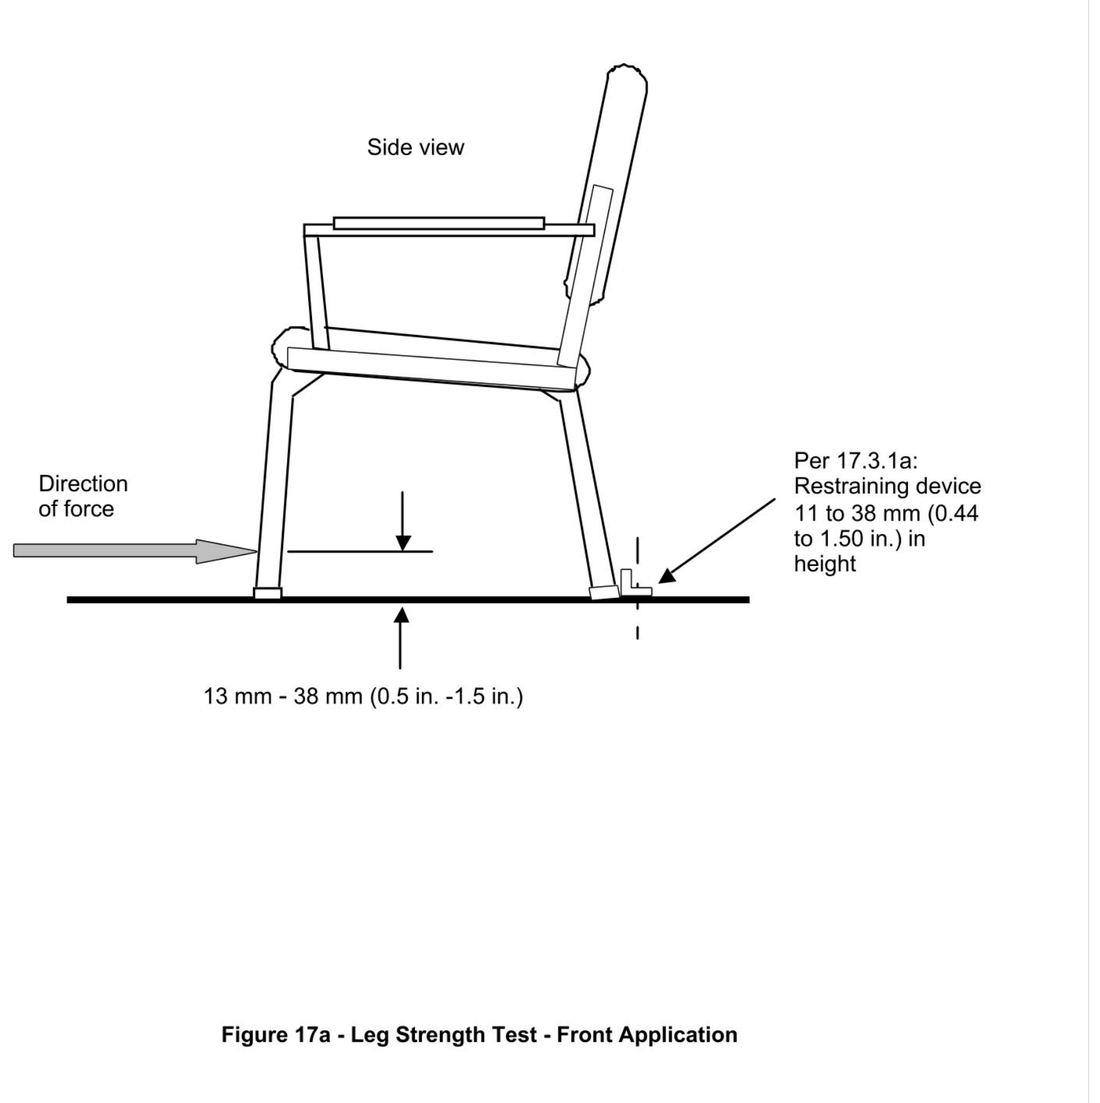 Side view
Direction
of force
Per 17.3.1a:
Restraining device
11 to 38 mm (0.44
to 1.50 in.) in
height
13 mm - 38 mm (0.5 in. -1.5 in.)
Figure 17a - Leg Strength Test - Front Application